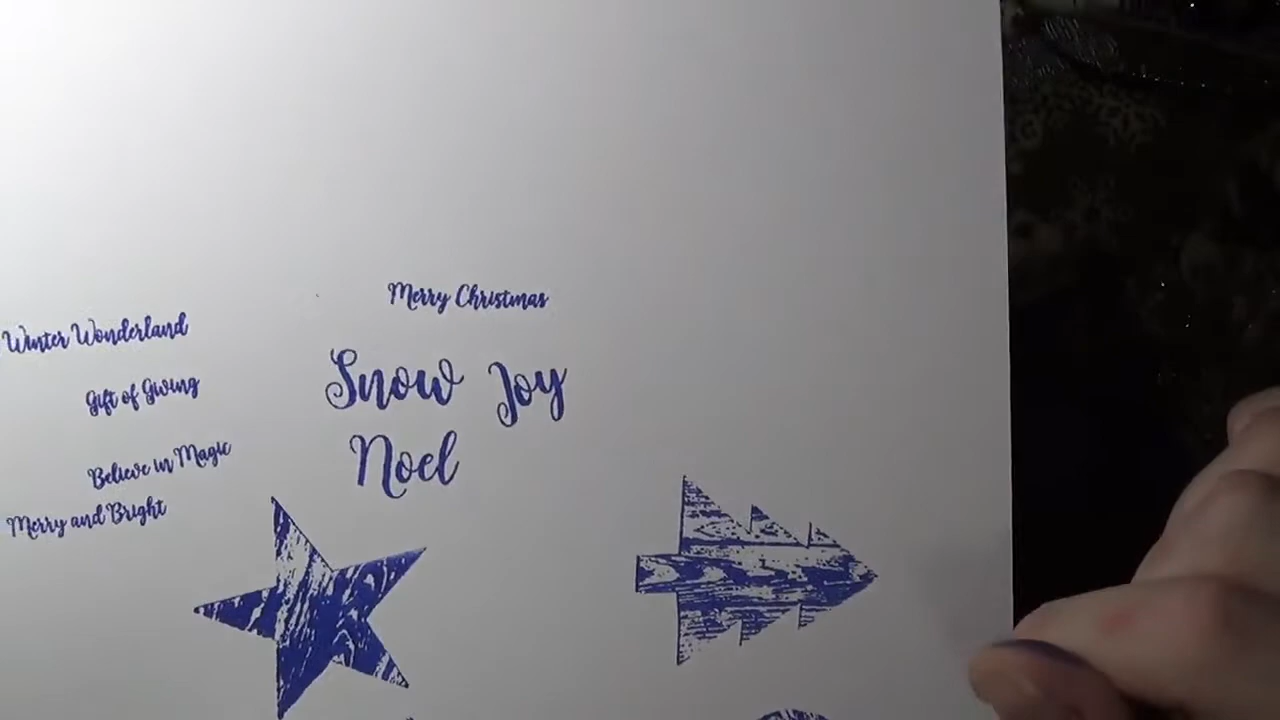 Merry Christmas
Winter Wonderland
Gift of Giving
Snow Joy
Noel
Believe in Magic
Merry and Bright